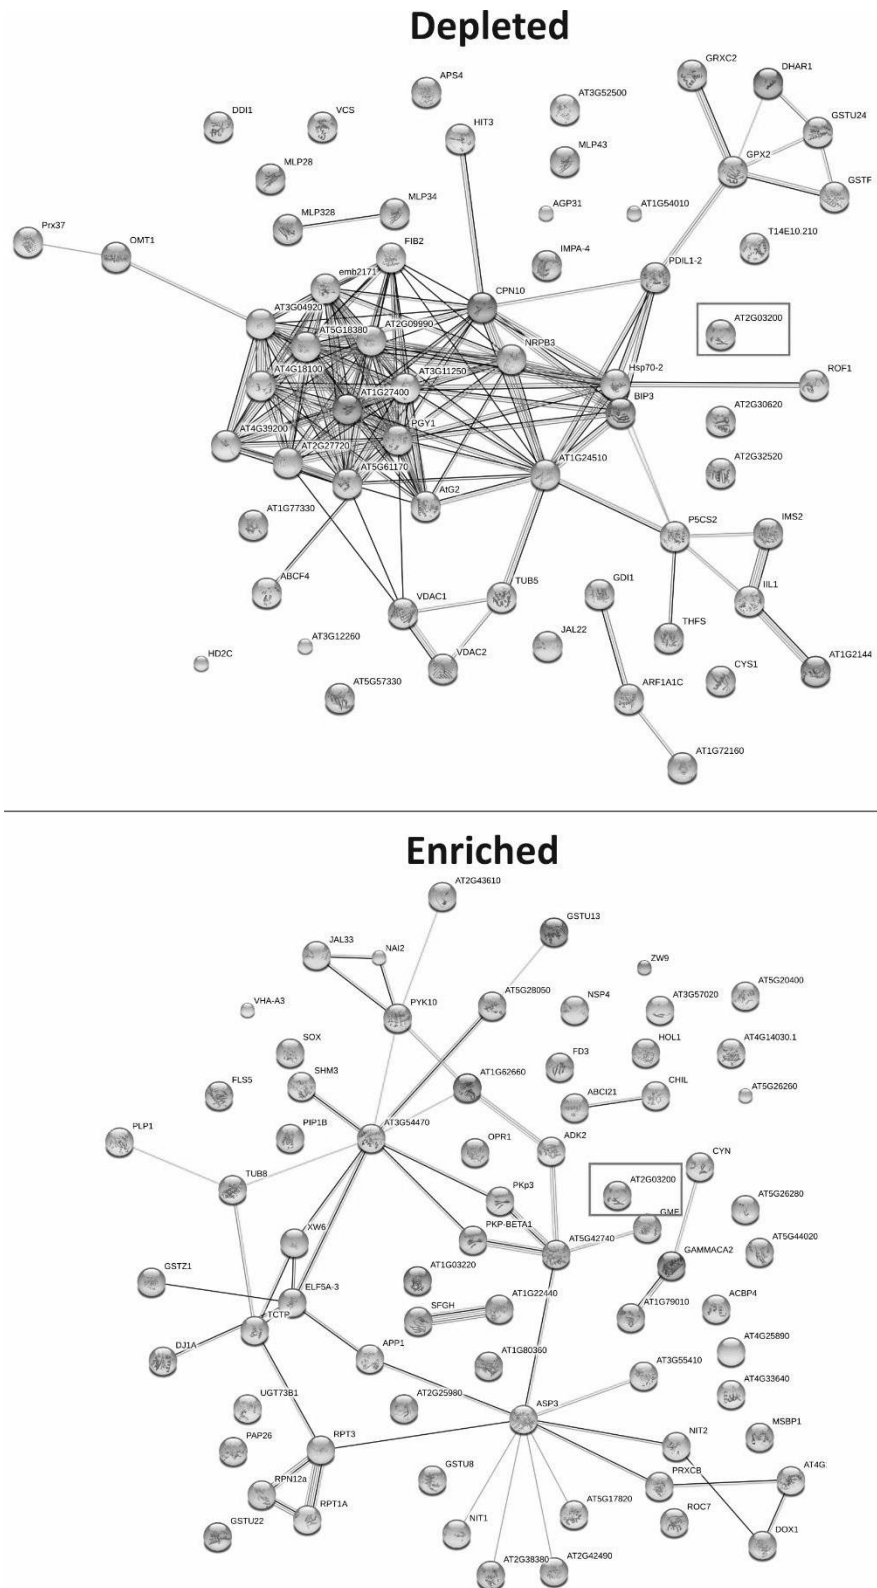 Depleted
GRXC2
DHAR1
APS4
AT3G52500
DDI1
VCS
HIT3
GSTU24
MLP43
GPX2
MLP28
GSTF
MLP34
AGP31
AT1G54010
MLP328
Prx37
T14E10.210
OMT1
FIB2
IMPA-4
PDIL1-2
emb2171
CPN10
AT3G04920
AT2G09990
AT2G03200
AT5G18380
NRPB3
AT4G18100
AT3G11250
Hsp70-2
ROF1
AT1G27400
BIP3
AT2G30620
PGY1
AT4G39200
AT2G27720
AT1G24510
AT5G61170
AT2G32520
AtG2
AT1G77330
P5CS2
IMS2
ABCF4
TUB5
GDI1
VDAC1
IIL1
THFS
AT3G12260
JAL22
HD2C
VDAC2
AT1G2144
CYS1
AT5G57330
ARF1A1C
AT1G72160
Enriched
AT2G43610
GSTU13
JAL33
NAI2
ZW9
AT5G20400
VHA-A3
AT5G28050
NSP4
AT3G57020
PYK10
SOX
HOL1
AT4G14030.1
FD3
SHM3
AT1G62660
FLS5
ABCI21
CHIL
AT5G26260
PIP1B
AT3G54470
PLP1
OPR1
ADK2
CYN
TUB8
AT2G03200
PKp3
AT5G26280
GME
XW6
PKP-BETA1
AT5G42740
AT5G44020
GAMMACA2
GSTZ1
AT1G03220
ELF5A-3
AT1G22440
AT1G79010
ACBP4
SFGH
TCTP
DJ1A
APP1
AT1G80360
AT4G25890
AT3G55410
AT4G33640
UGT73B1
AT2G25980
ASP3
MSBP1
PAP26
RPT3
NIT2
GSTU8
PRXCB
AT4G
RPN12a
RPT1A
AT5G17820
GSTU22
NIT1
ROC7
DOX1
AT2G38380
AT2G42490